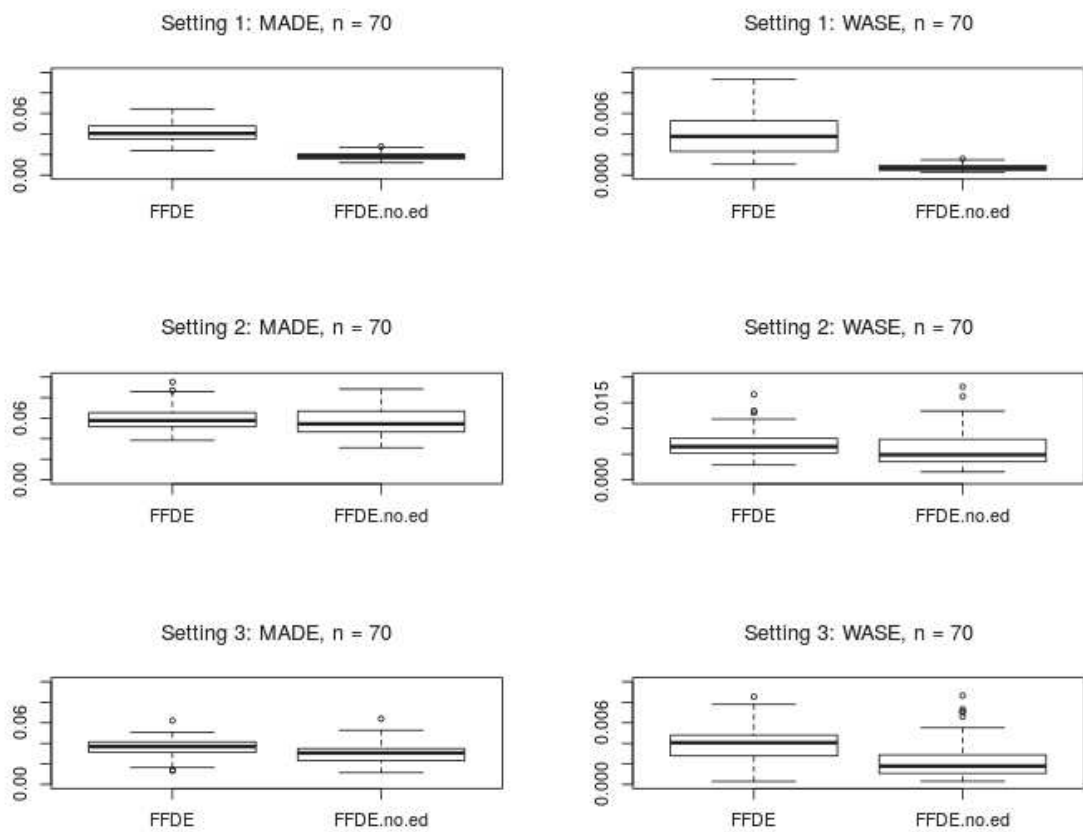 Setting 1: MADE, n = 70
0.06
0.00
FFDE
FFDE.no.ed
Setting 1: WASE, n = 70
0.006
0.000
FFDE
FFDE.no.ed
Setting 2: MADE, n = 70
0.06
0.00
FFDE
FFDE.no.ed
Setting 2: WASE, n = 70
0.015
0.000
FFDE
FFDE.no.ed
Setting 3: MADE, n = 70
0.06
0.00
FFDE
FFDE.no.ed
Setting 3: WASE, n = 70
0.006
0.000
FFDE
FFDE.no.ed